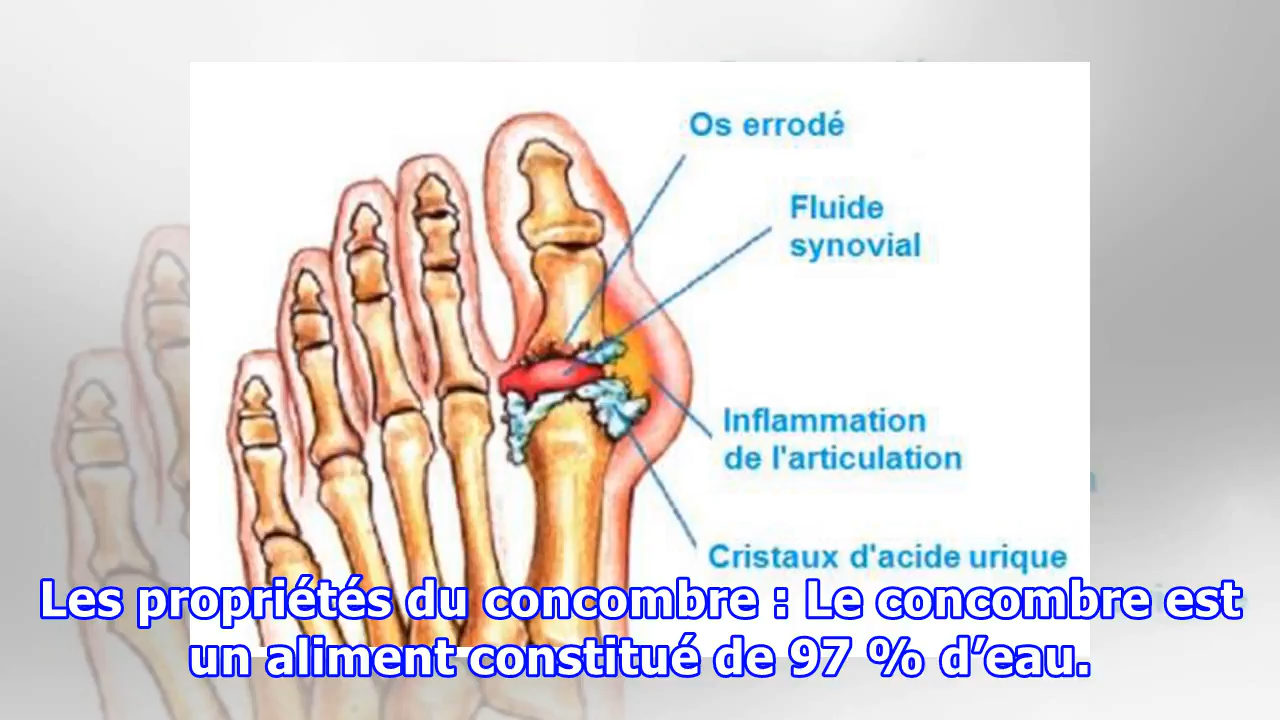 Os errodé
Fluide
synovial
Inflammation
de l'articulation
Cristaux d'acide urique
Les propriétés du concombre : Le concombre est
un aliment constitué de 97 % d’eau.